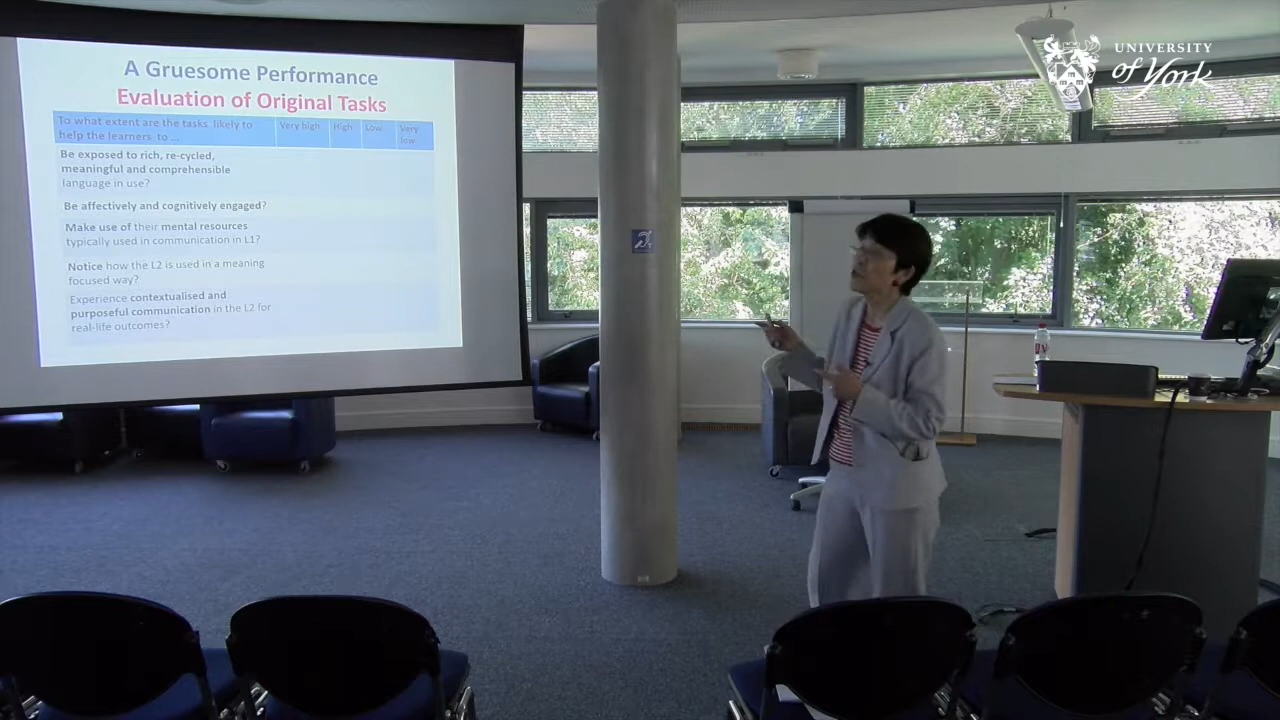 A Gruesome Performance
Evaluation of Original Tasks
To what extent are the tasks likely to
help the learners to ...
Very high
High
Low
Very
low
Be exposed to rich, re-cycled,
meaningful and comprehensible
language in use?
Be affectively and cognitively engaged?
Make use of their mental resources
typically used in communication in L1?
Notice how the L2 is used in a meaning
focused way?
Experience contextualised and
purposeful communication in the L2 for
real-life outcomes?
UNIVERSITY
of York